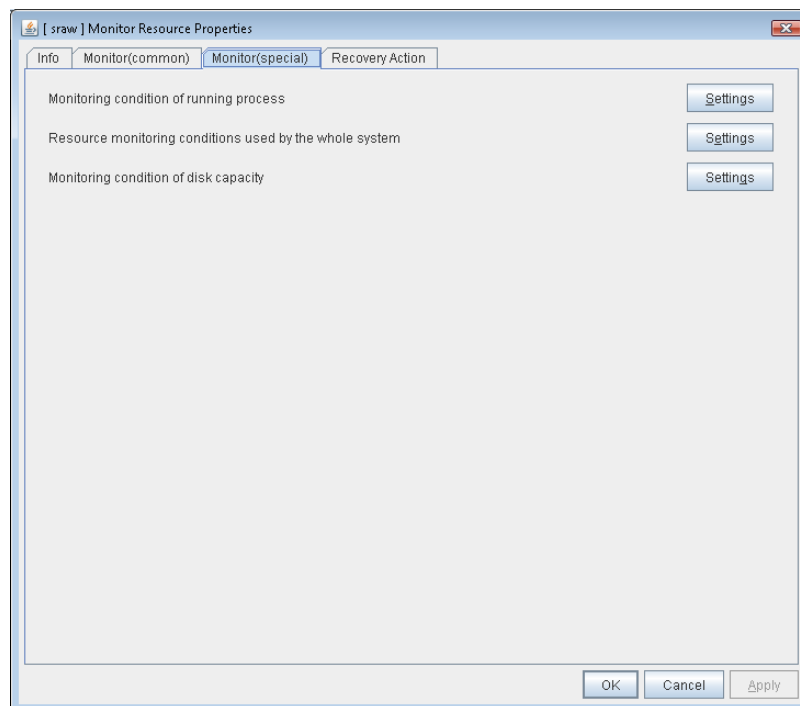 [ sraw ] Monitor Resource Properties
Info Monitor(common) Monitor(special) Recovery Action
Monitoring condition of running process Settings
Resource monitoring conditions used by the whole system Settings
Monitoring condition of disk capacity Settings
OK Cancel Apply